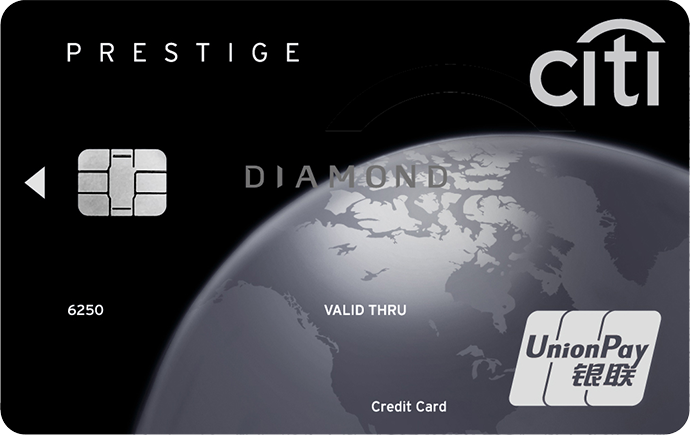 PRESTIGE
citi
DIAMOND
6250
VALID THRU
UnionPay
银联
Credit Card